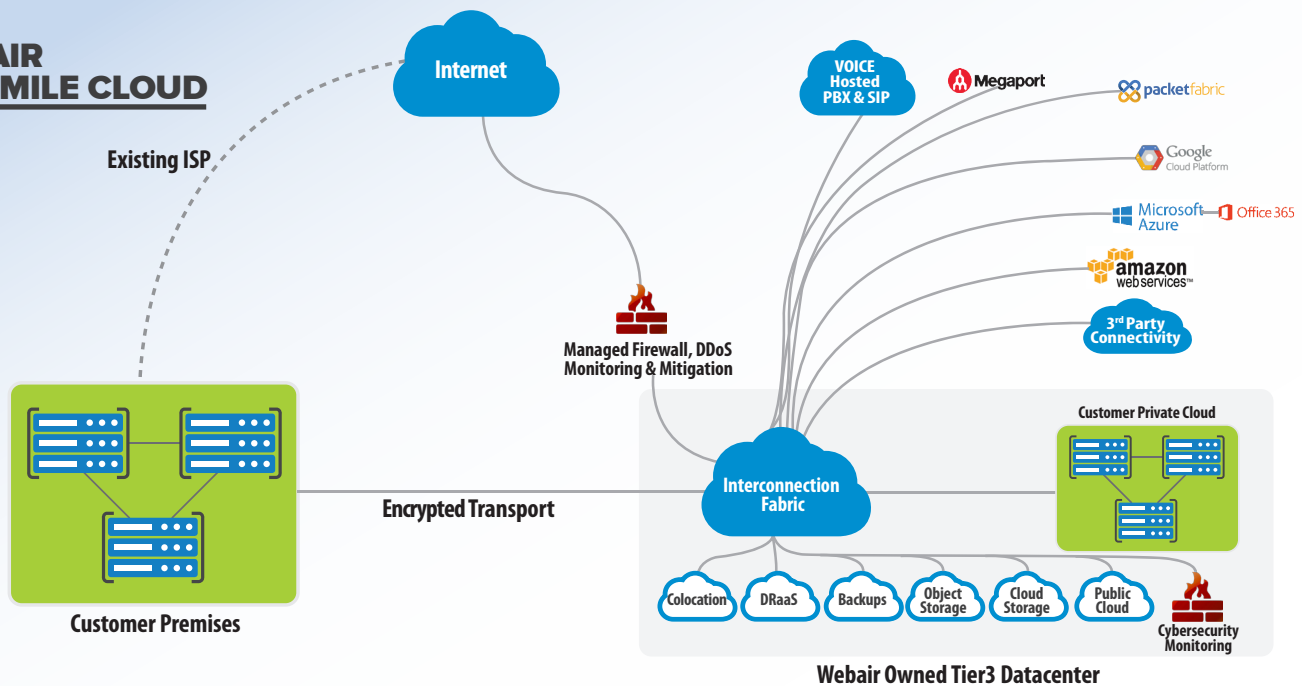 AIR
MILE CLOUD
Internet
Existing ISP
VOICE
Hosted
PBX & SIP
Megaport
packetfabric
Google
Cloud Platform
Microsoft
Azure
Office 365
amazon
webservices™
3rd Party
Connectivity
Managed Firewall, DDoS
Monitoring & Mitigation
Customer Private Cloud
Interconnection
Fabric
Encrypted Transport
Colocation
DRaaS
Backups
Object
Storage
Cloud
Storage
Public
Cloud
Cybersecurity
Monitoring
Customer Premises
Webair Owned Tier3 Datacenter